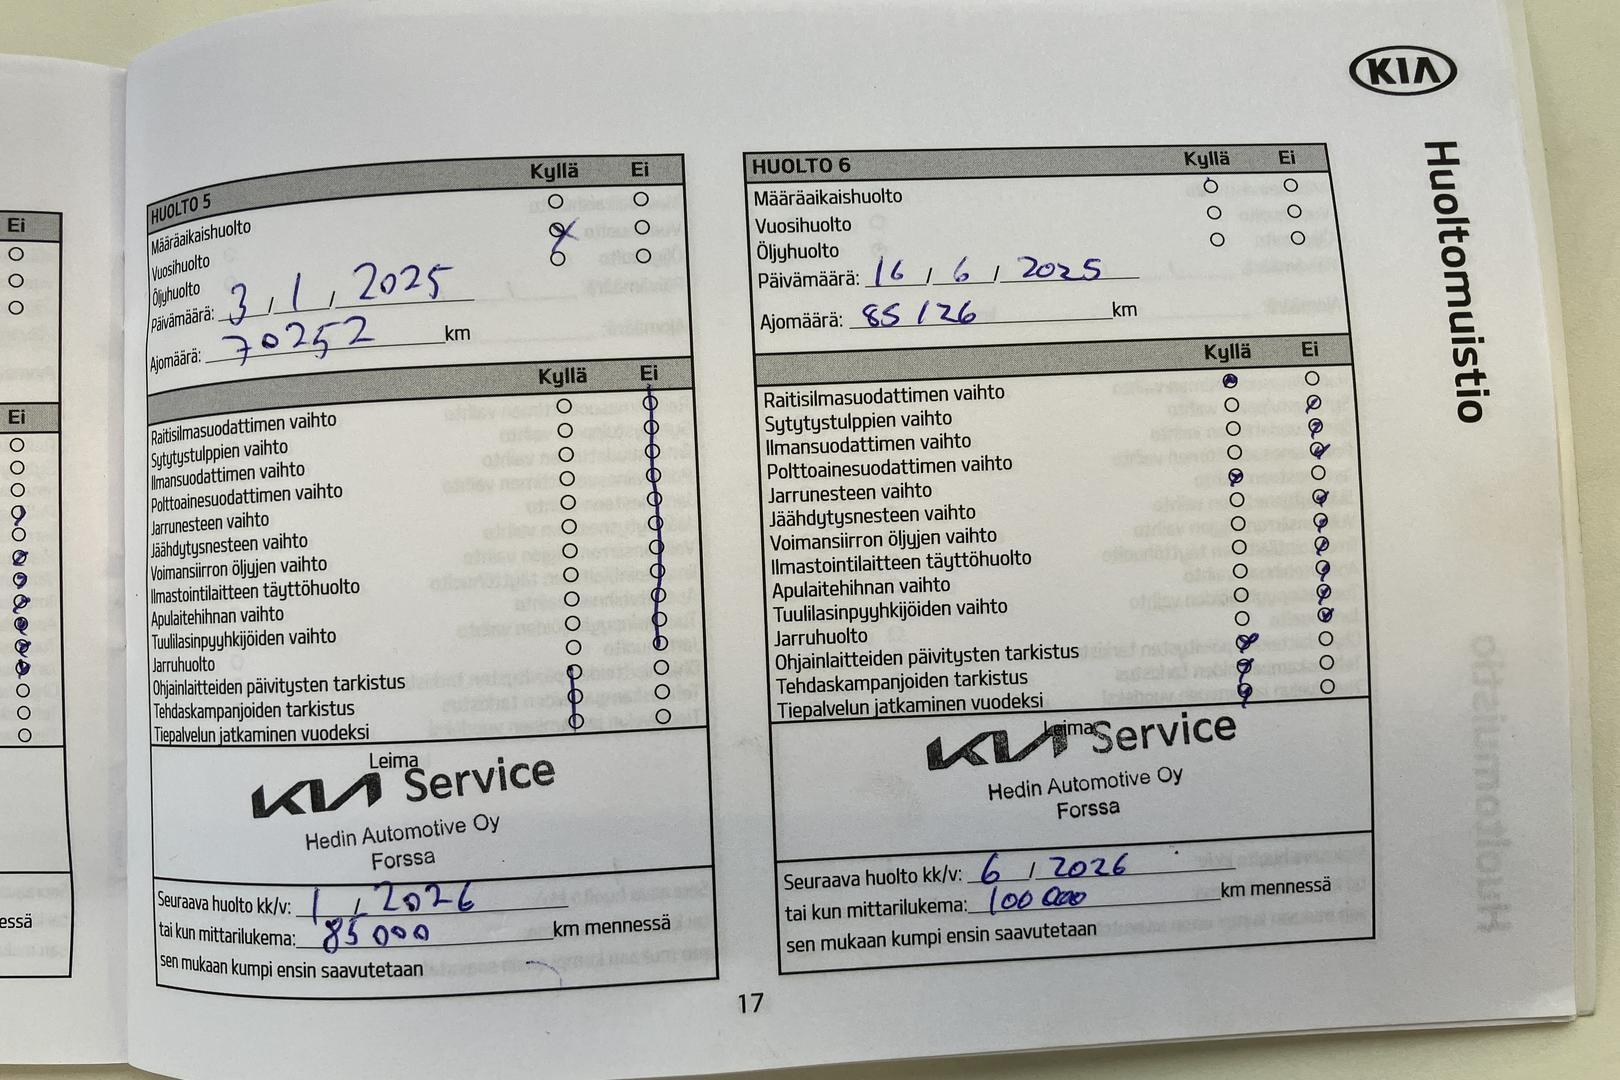 Ei
Ei
essä
HUOLTO 5 Kyllä Ei
Määräaikaishuolto
Vuosihuolto
Öljyhuolto
Päivämäärä: 3 / 1 / 2025
Ajomäärä: 70252 km
Kyllä Ei
Raitisilmasuodattimen vaihto
Sytytystulppien vaihto
Ilmansuodattimen vaihto
Polttoainesuodattimen vaihto
Jarrunesteen vaihto
Jäähdytysnesteen vaihto
Voimansiirron öljyjen vaihto
Ilmastointilaitteen täyttöhuolto
Apulaitehihnan vaihto
Tuulilasinpyyhkijöiden vaihto
Jarruhuolto
Ohjainlaitteiden päivitysten tarkistus
Tehdaskampanjoiden tarkistus
Tiepalvelun jatkaminen vuodeksi
Leima
KIA Service
Hedin Automotive Oy
Forssa
Seuraava huolto kk/v: 1 / 2026
tai kun mittarilukema: 85 000 km mennessä
sen mukaan kumpi ensin saavutetaan
HUOLTO 6 Kyllä Ei
Määräaikaishuolto
Vuosihuolto
Öljyhuolto
Päivämäärä: 16 / 6 / 2025
Ajomäärä: 85126 km
Kyllä Ei
Raitisilmasuodattimen vaihto
Sytytystulppien vaihto
Ilmansuodattimen vaihto
Polttoainesuodattimen vaihto
Jarrunesteen vaihto
Jäähdytysnesteen vaihto
Voimansiirron öljyjen vaihto
Ilmastointilaitteen täyttöhuolto
Apulaitehihnan vaihto
Tuulilasinpyyhkijöiden vaihto
Jarruhuolto
Ohjainlaitteiden päivitysten tarkistus
Tehdaskampanjoiden tarkistus
Tiepalvelun jatkaminen vuodeksi
Leima
KIA Service
Hedin Automotive Oy
Forssa
Seuraava huolto kk/v: 6 / 2026
tai kun mittarilukema: 100 000 km mennessä
sen mukaan kumpi ensin saavutetaan
KIA
Huoltomuistio
17